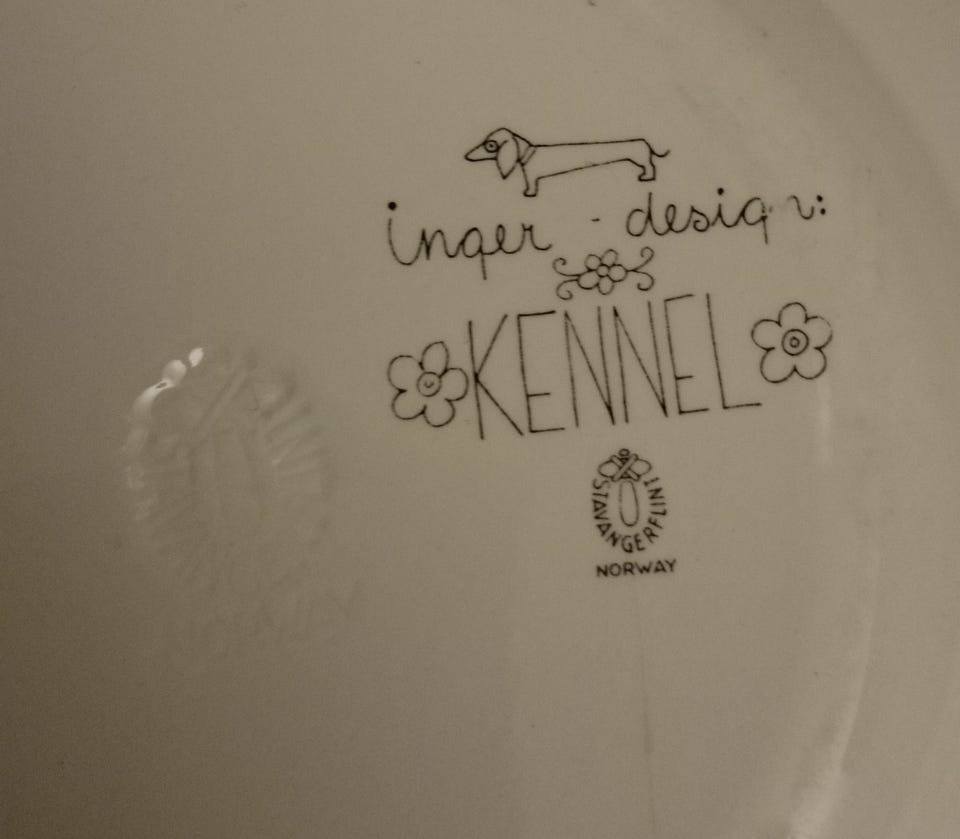 inger - design:
KENNEL
STAVANGERFLINT
NORWAY